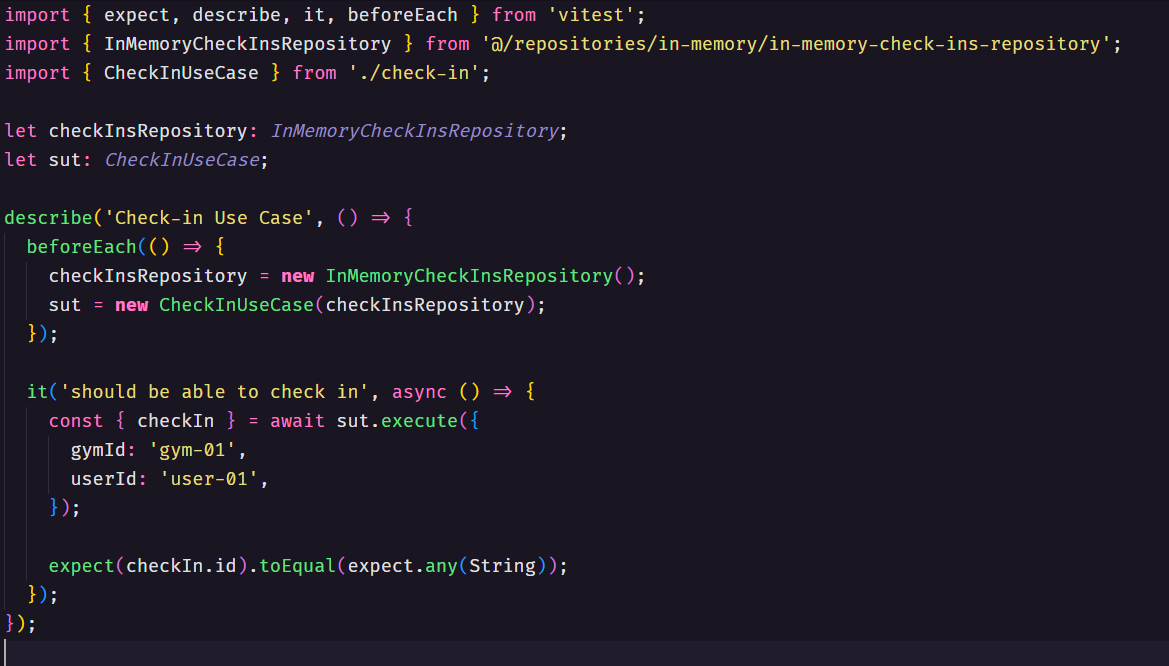 import { expect, describe, it, beforeEach } from 'vitest';
import { InMemoryCheckInsRepository } from '@/repositories/in-memory/in-memory-check-ins-repository';
import { CheckInUseCase } from './check-in';

let checkInsRepository: InMemoryCheckInsRepository;
let sut: CheckInUseCase;

describe('Check-in Use Case', () => {
  beforeEach(() => {
    checkInsRepository = new InMemoryCheckInsRepository();
    sut = new CheckInUseCase(checkInsRepository);
  });

  it('should be able to check in', async () => {
    const { checkIn } = await sut.execute({
      gymId: 'gym-01',
      userId: 'user-01',
    });

    expect(checkIn.id).toEqual(expect.any(String));
  });
});